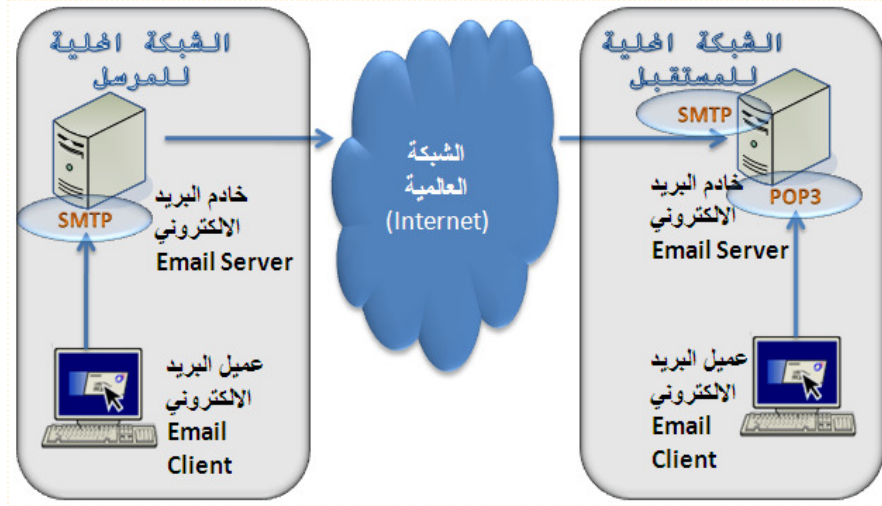 الشبكة المحلية
للمرسل
SMTP
خادم البريد
الالكتروني
Email Server
عميل البريد
الالكتروني
Email
Client
الشبكة
العالمية
(Internet)
الشبكة المحلية
للمستقبل
SMTP
POP3
خادم البريد
الالكتروني
Email Server
عميل البريد
الالكتروني
Email
Client